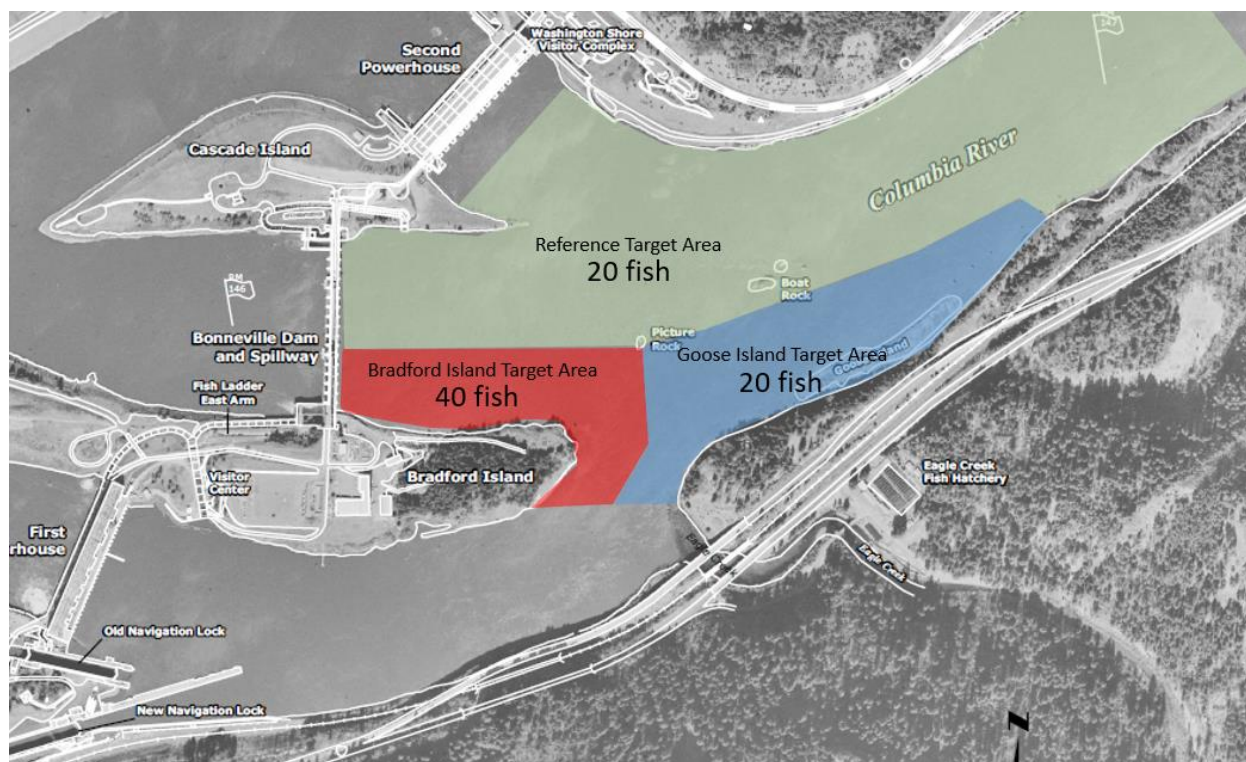 Washington Shore
Visitor Complex
Second
Powerhouse
Cascade Island
Columbia River
Reference Target Area
20 fish
Boat
Rock
RM
146
Bonneville Dam
and Spillway
Picture
Rock
Goose Island Target Area
20 fish
Bradford Island Target Area
40 fish
Fish Ladder
East Arm
Visitor
Center
Bradford Island
Eagle Creek
Fish Hatchery
First
rhouse
Eagle Creek
Old Navigation Lock
New Navigation Lock